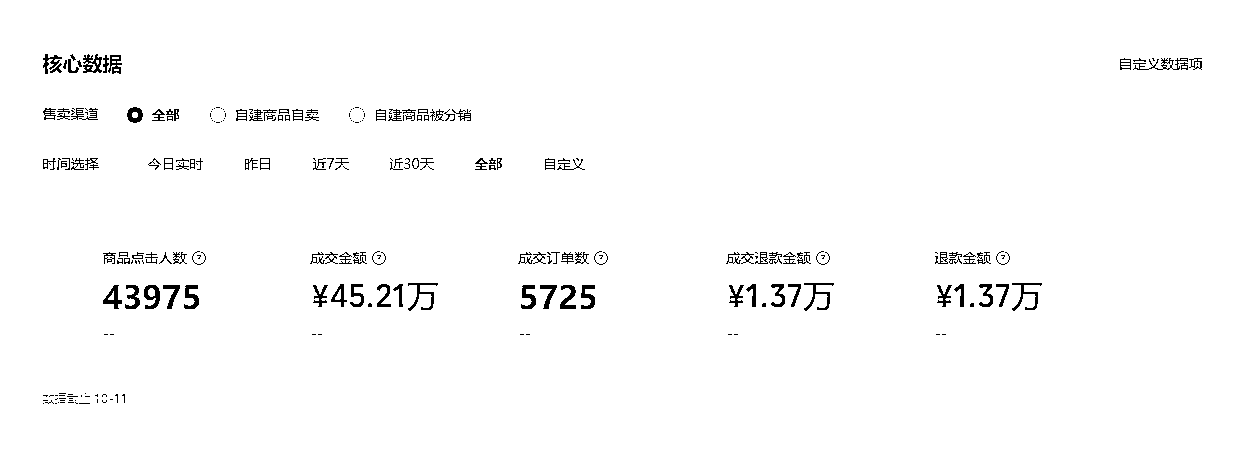 核心数据
自定义数据项
售卖渠道 全部 自建商品自卖 自建商品被分销
时间选择 今日实时 昨日 近7天 近30天 全部 自定义
商品点击人数 ? 成交金额 ? 成交订单数 ? 成交退款金额 ? 退款金额 ?
43975 ¥45.21万 5725 ¥1.37万 ¥1.37万
-- -- -- -- --
数据截止 10-11